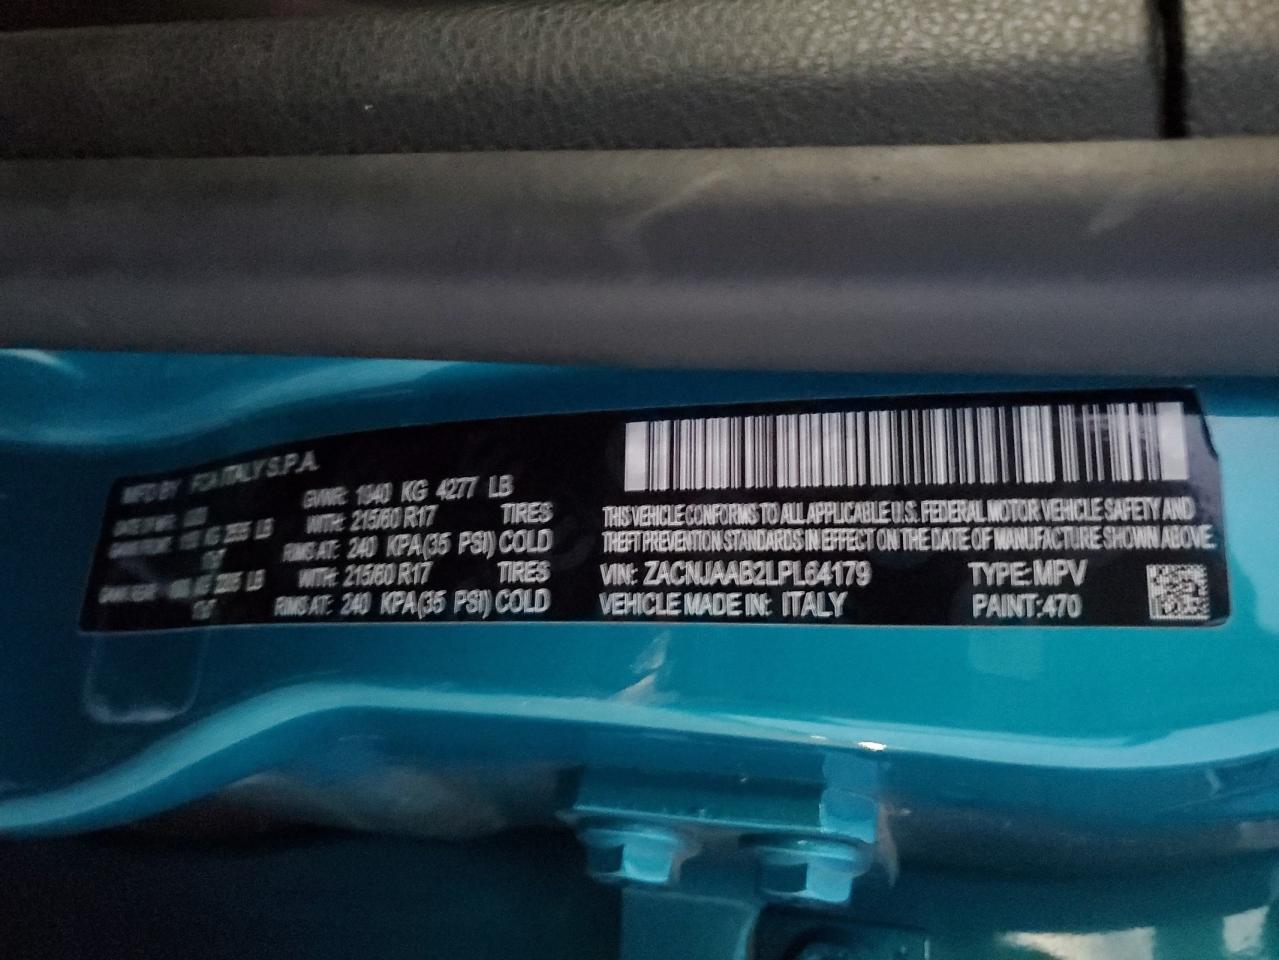 MFD BY FCA ITALY S.P.A.
GVWR: 1940 KG 4277 LB
WITH: 215/60 R17 TIRES
RIMS AT: 240 KPA(35 PSI) COLD
WITH: 215/60 R17 TIRES
RIMS AT: 240 KPA(35 PSI) COLD
THIS VEHICLE CONFORMS TO ALL APPLICABLE U.S. FEDERAL MOTOR VEHICLE SAFETY AND
THEFT PREVENTION STANDARDS IN EFFECT ON THE DATE OF MANUFACTURE SHOWN ABOVE.
VIN: ZACNJAAB2LPL64179 TYPE: MPV
VEHICLE MADE IN: ITALY PAINT: 470